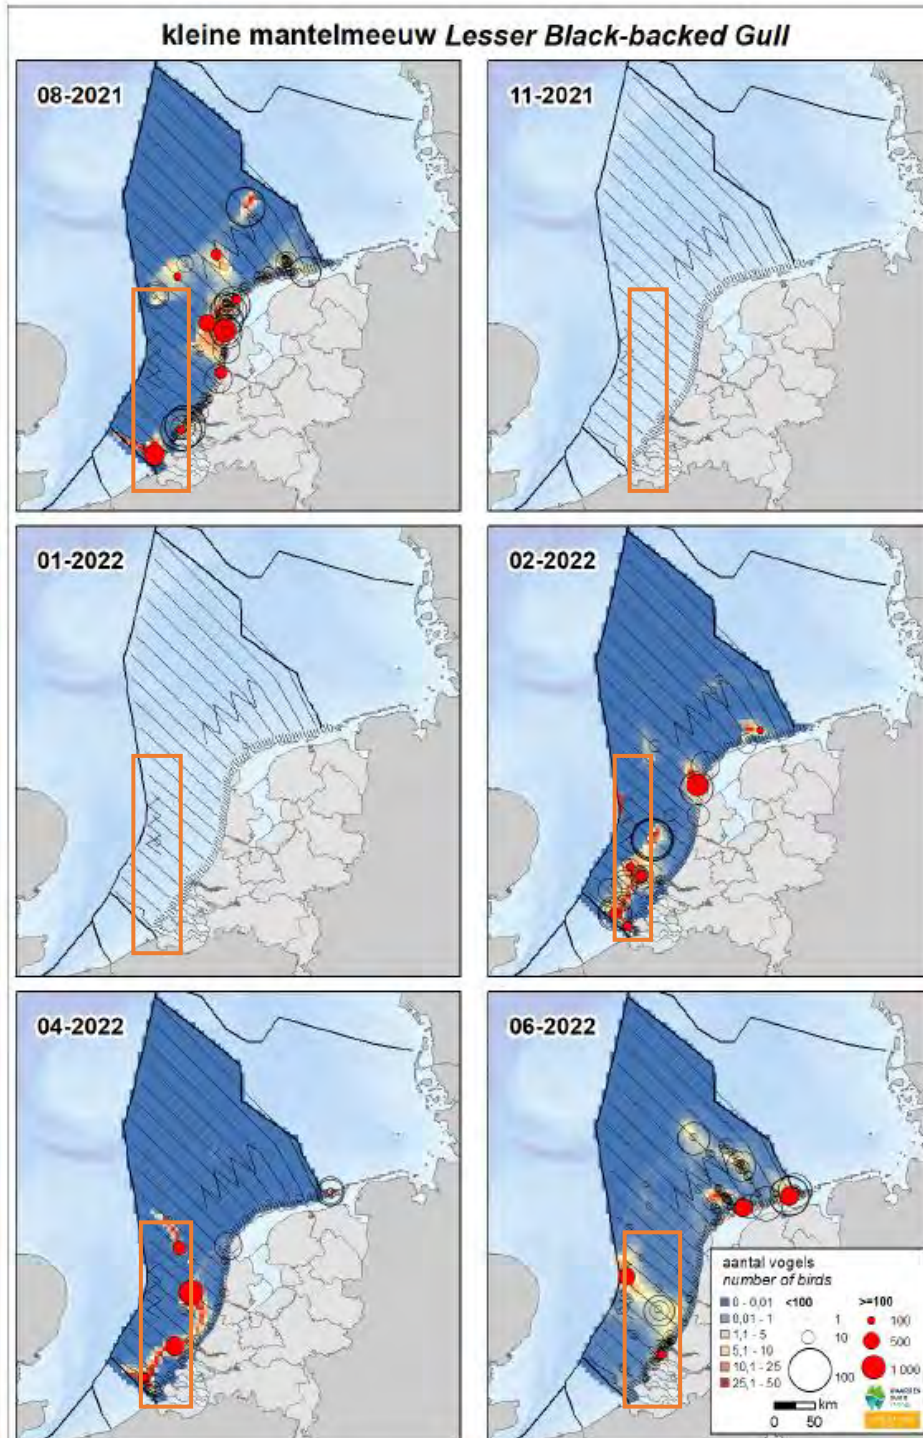 kleine mantelmeeuw Lesser Black-backed Gull
08-2021
11-2021
01-2022
02-2022
04-2022
06-2022
aantal vogels
number of birds
0 - 0,01 <100 >=100
0,01 - 1 1 100
1,1 - 5 10 500
5,1 - 10
10,1 - 25 100 1 000
25,1 - 50
km
0 50